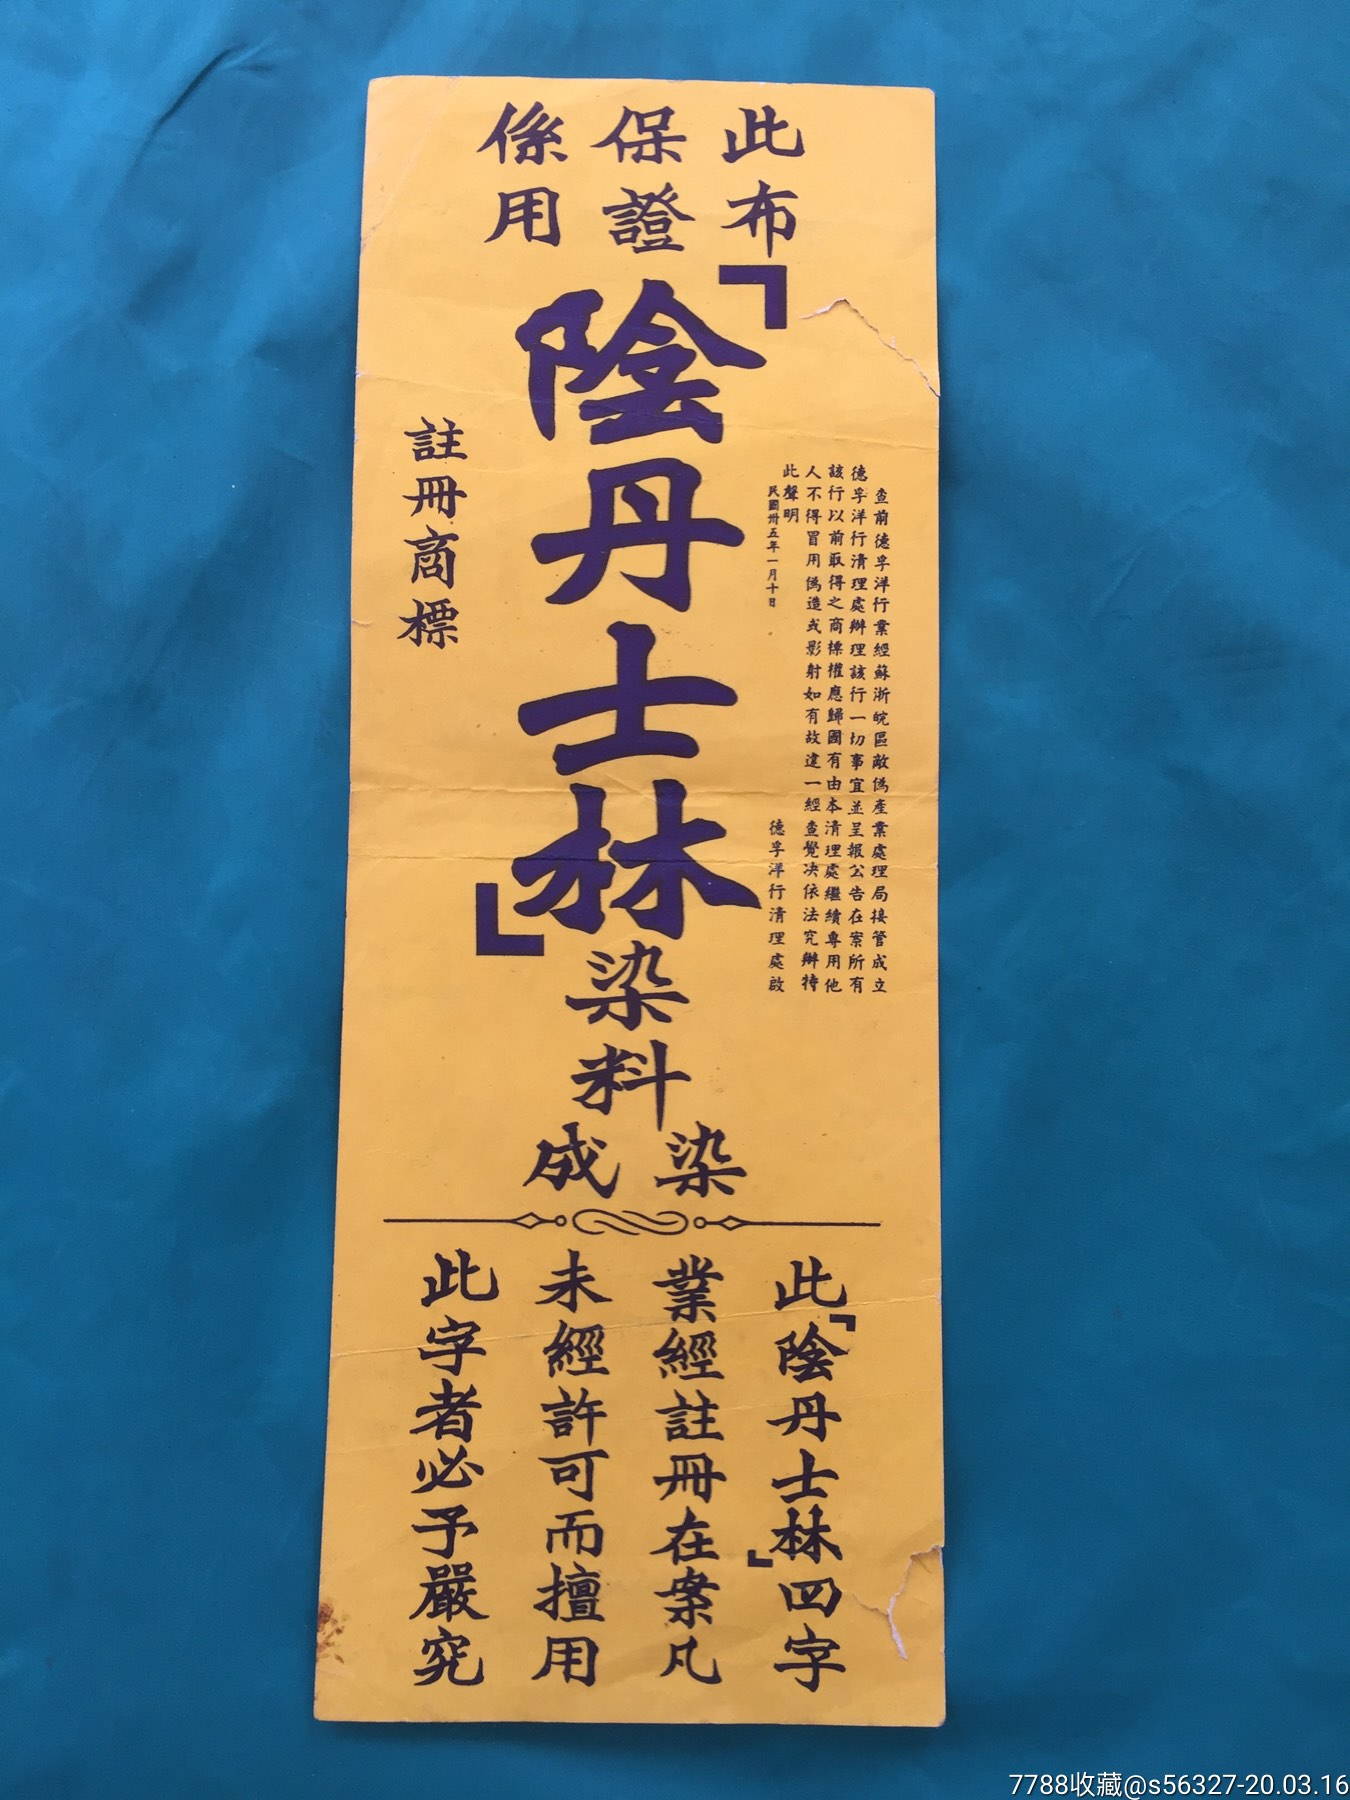 此布
保證
係用
「陰丹士林」
染料
染成
查前德孚洋行業經蘇浙皖區敵偽產業處理局接管成立
德孚洋行清理處辦理該行一切事宜並呈報公告在案所有
該行以前取得之商標權應歸國有由本清理處繼續專用他
人不得冒用偽造或影射如有故違一經查覺决依法究辦特
此聲明
民國卅五年一月十日
德孚洋行清理處啟
註冊商標
此「陰丹士林」四字
業經註冊在案凡
未經許可而擅用
此字者必予嚴究
7788收藏@s56327-20.03.16